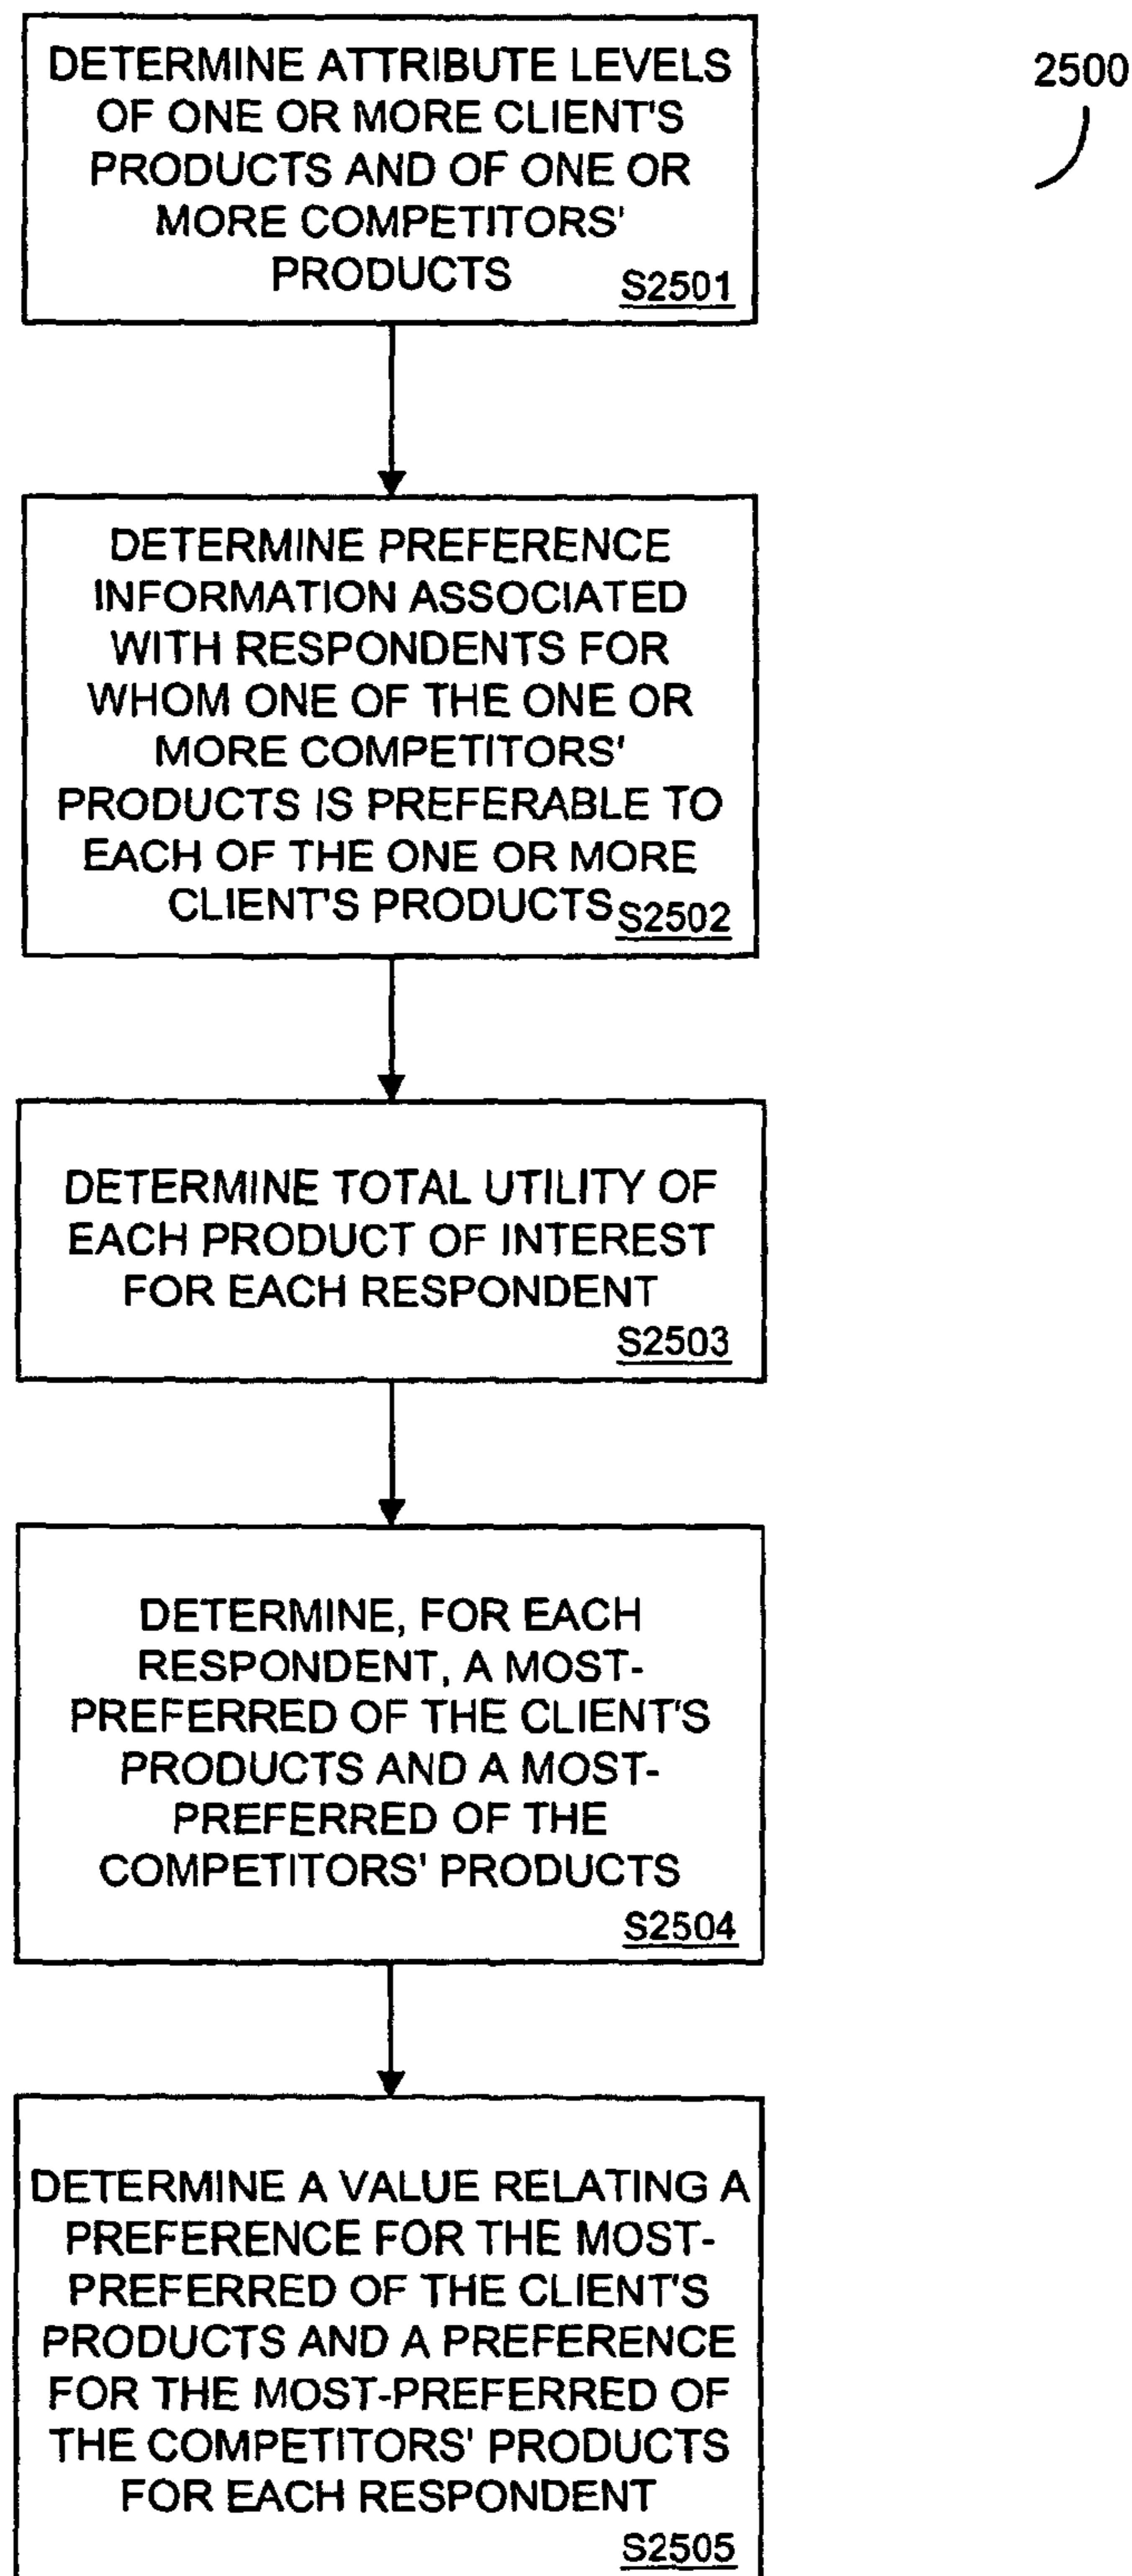 DETERMINE ATTRIBUTE LEVELS
OF ONE OR MORE CLIENT'S
PRODUCTS AND OF ONE OR
MORE COMPETITORS'
PRODUCTS
S2501
2500
DETERMINE PREFERENCE
INFORMATION ASSOCIATED
WITH RESPONDENTS FOR
WHOM ONE OF THE ONE OR
MORE COMPETITORS'
PRODUCTS IS PREFERABLE TO
EACH OF THE ONE OR MORE
CLIENT'S PRODUCTS
S2502
DETERMINE TOTAL UTILITY OF
EACH PRODUCT OF INTEREST
FOR EACH RESPONDENT
S2503
DETERMINE, FOR EACH
RESPONDENT, A MOST-
PREFERRED OF THE CLIENT'S
PRODUCTS AND A MOST-
PREFERRED OF THE
COMPETITORS' PRODUCTS
S2504
DETERMINE A VALUE RELATING A
PREFERENCE FOR THE MOST-
PREFERRED OF THE CLIENT'S
PRODUCTS AND A PREFERENCE
FOR THE MOST-PREFERRED OF
THE COMPETITORS' PRODUCTS
FOR EACH RESPONDENT
S2505